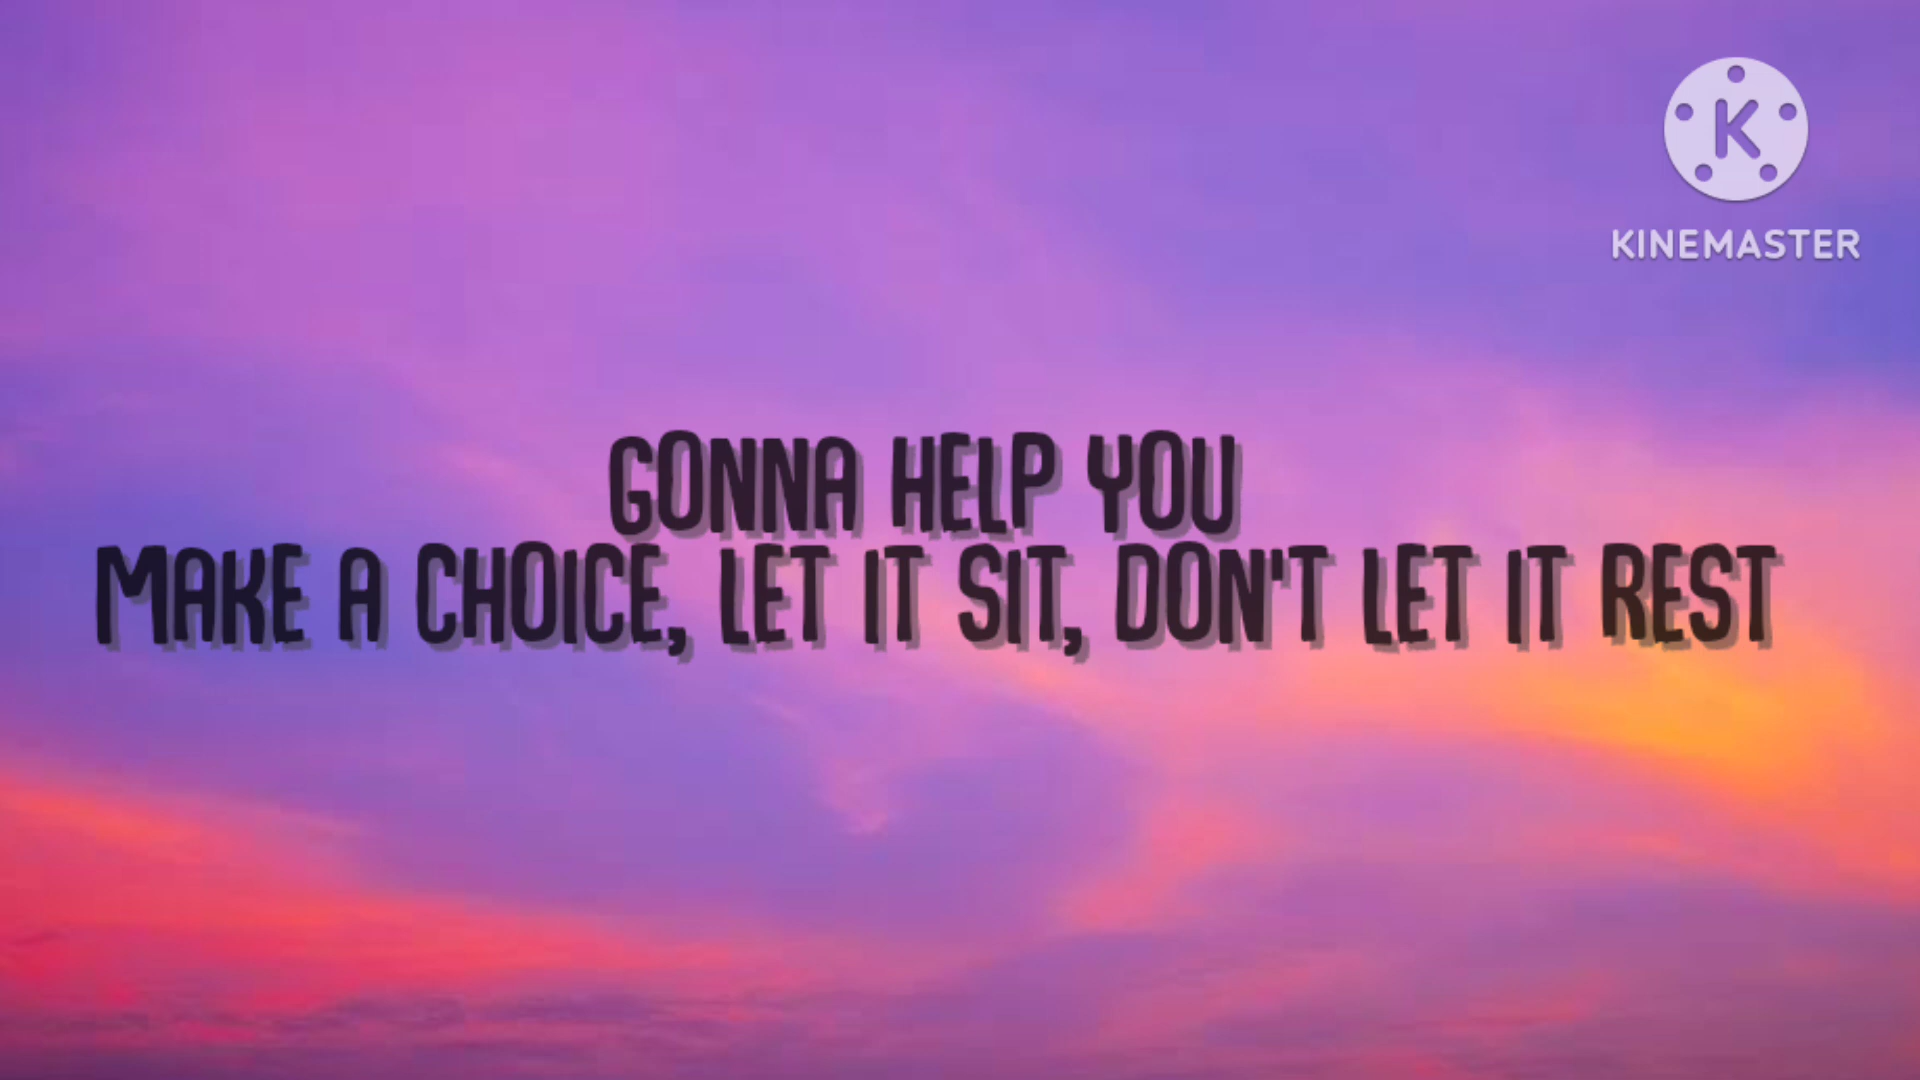 K
KINEMASTER
GONNA HELP YOU
MAKE A CHOICE, LET IT SIT, DON'T LET IT REST